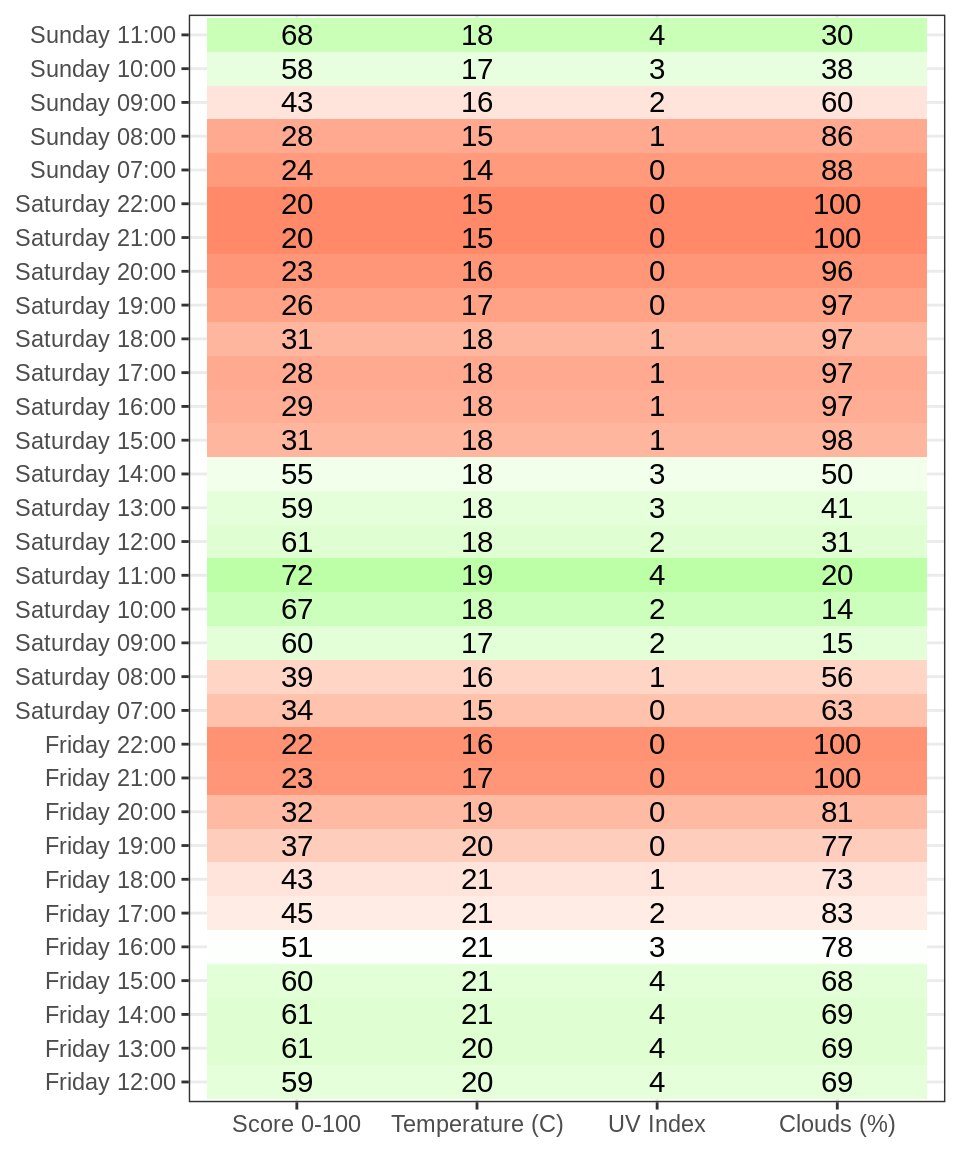 Sunday 11:00 68 18 4 30
Sunday 10:00 58 17 3 38
Sunday 09:00 43 16 2 60
Sunday 08:00 28 15 1 86
Sunday 07:00 24 14 0 88
Saturday 22:00 20 15 0 100
Saturday 21:00 20 15 0 100
Saturday 20:00 23 16 0 96
Saturday 19:00 26 17 0 97
Saturday 18:00 31 18 1 97
Saturday 17:00 28 18 1 97
Saturday 16:00 29 18 1 97
Saturday 15:00 31 18 1 98
Saturday 14:00 55 18 3 50
Saturday 13:00 59 18 3 41
Saturday 12:00 61 18 2 31
Saturday 11:00 72 19 4 20
Saturday 10:00 67 18 2 14
Saturday 09:00 60 17 2 15
Saturday 08:00 39 16 1 56
Saturday 07:00 34 15 0 63
Friday 22:00 22 16 0 100
Friday 21:00 23 17 0 100
Friday 20:00 32 19 0 81
Friday 19:00 37 20 0 77
Friday 18:00 43 21 1 73
Friday 17:00 45 21 2 83
Friday 16:00 51 21 3 78
Friday 15:00 60 21 4 68
Friday 14:00 61 21 4 69
Friday 13:00 61 20 4 69
Friday 12:00 59 20 4 69
Score 0-100 Temperature (C) UV Index Clouds (%)